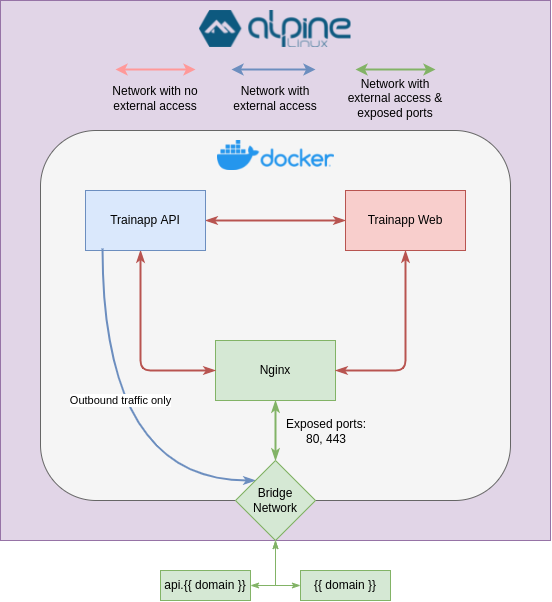 alpine
Linux
Network with no
external access
Network with
external access
Network with
external access &
exposed ports
docker
Trainapp API
Trainapp Web
Nginx
Outbound traffic only
Exposed ports:
80, 443
Bridge
Network
api.{{ domain }}
{{ domain }}